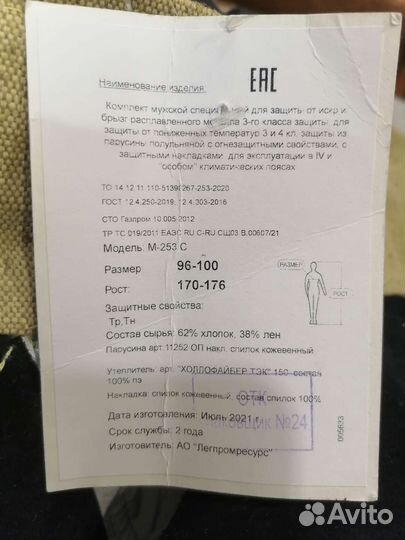 EAC
Наименование изделия:
Комплект мужской для защиты от искр и
брызг расплавленного 3-го класса защиты, для
защиты от пониженных температур 3 и 4 кл. защиты из
парусины полульняной с огнезащитными свойствами, с
защитными накладками для эксплуатации в IV и
"особом" климатических поясах
ТО 14.12.11.110-51390267-253-2020
ГОСТ 12.4.250-2019, 12.4.303-2016
СТО Газпром 10.005.2012
ТР ТС 019/2011 ЕАЭС RU C-RU.СЩ03.В.00607/21
Модель: М-253 С
Размер 96-100
Рост: 170-176
РАЗМЕР
РОСТ
Защитные свойства:
Тр,Тн
Состав сырья: 62% хлопок, 38% лен
Парусина арт.11252 ОП накл. спилок кожевенный
Утеплитель: арт. "ХОЛЛОФАЙБЕР ТЭК" 150 состав
100% пэ
Накладка: спилок кожевенный, состав спилок 100%
Дата изготовления: Июль 2021 г
Срок службы: 2 года
Изготовитель: АО "Легпромресурс"
ОТК
№24
Avito